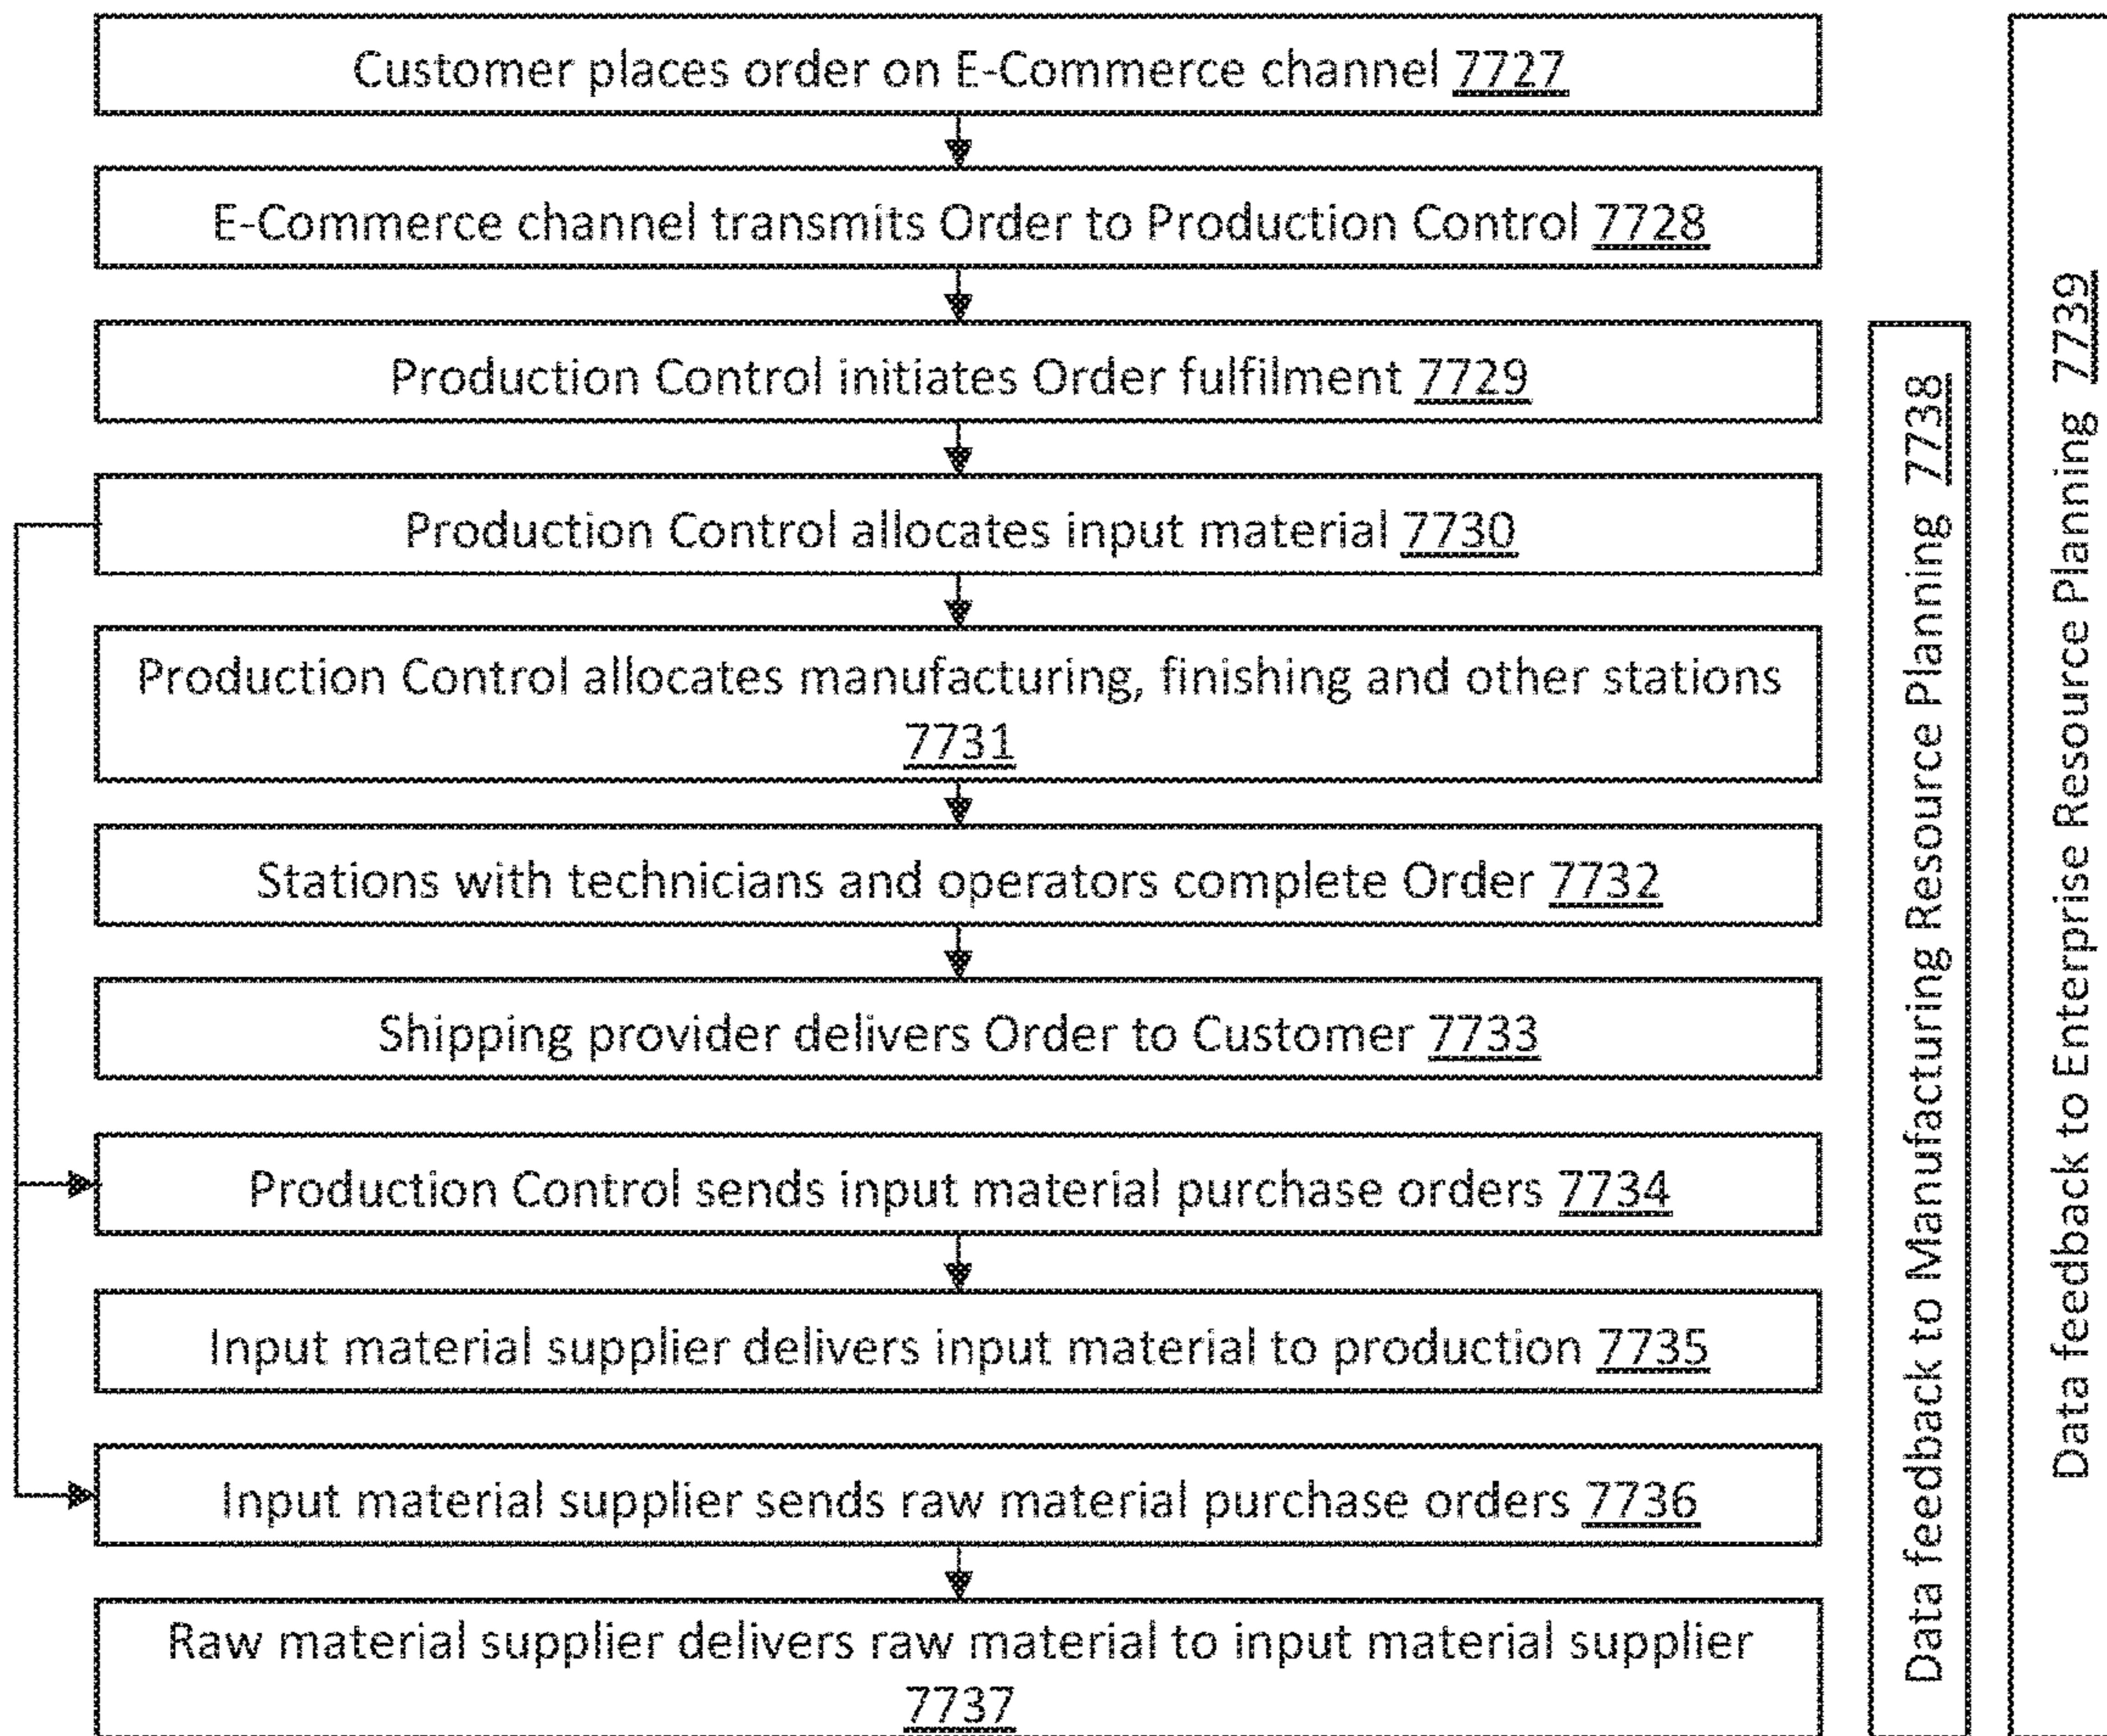 Customer places order on E-Commerce channel 7727
E-Commerce channel transmits Order to Production Control 7728
Production Control initiates Order fulfilment 7729
Production Control allocates input material 7730
Production Control allocates manufacturing, finishing and other stations
7731
Stations with technicians and operators complete Order 7732
Shipping provider delivers Order to Customer 7733
Production Control sends input material purchase orders 7734
Input material supplier delivers input material to production 7735
Input material supplier sends raw material purchase orders 7736
Raw material supplier delivers raw material to input material supplier
7737
Data feedback to Manufacturing Resource Planning 7738
Data feedback to Enterprise Resource Planning 7739